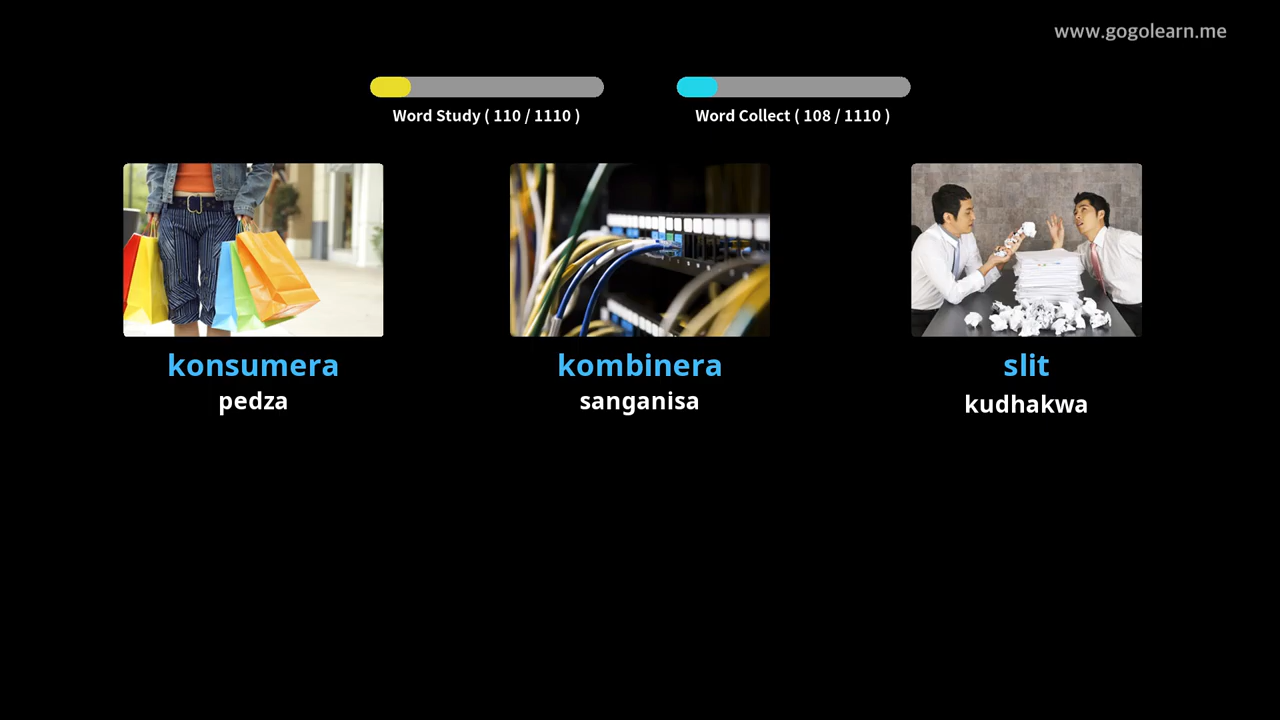 www.gogolearn.me
Word Study ( 110 / 1110 )
Word Collect ( 108 / 1110 )
konsumera
pedza
kombinera
sanganisa
slit
kudhakwa